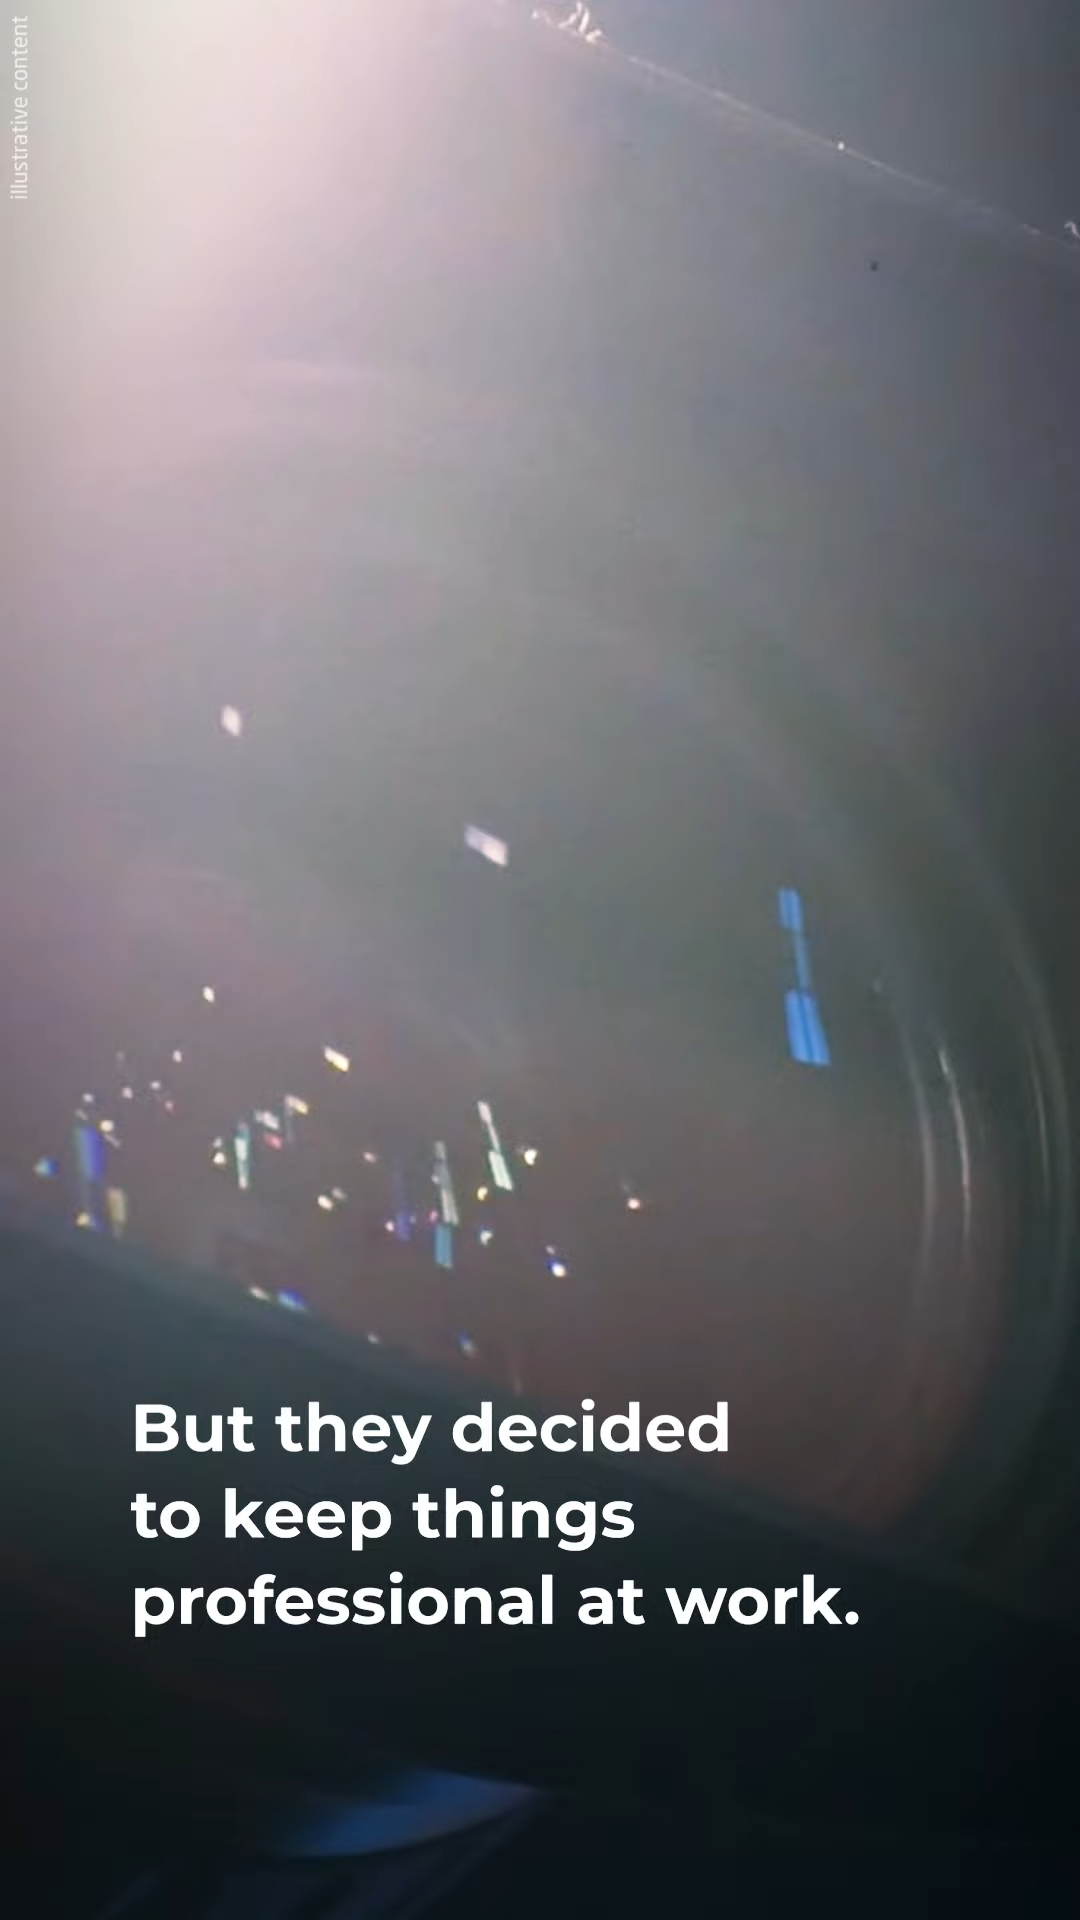 illustrative content
But they decided
to keep things
professional at work.